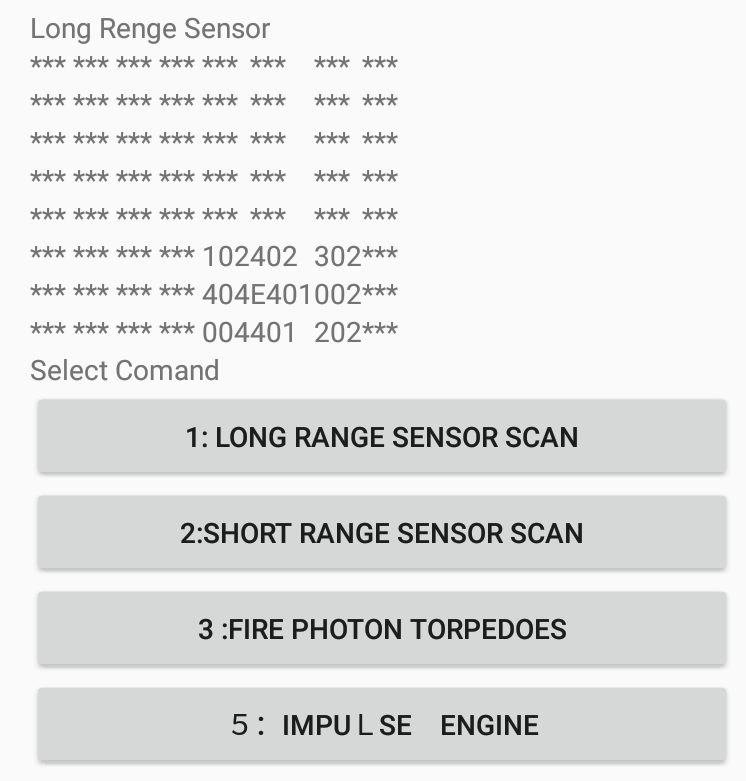 Long Renge Sensor
*** *** *** *** *** *** *** ***
*** *** *** *** *** *** *** ***
*** *** *** *** *** *** *** ***
*** *** *** *** *** *** *** ***
*** *** *** *** *** *** *** ***
*** *** *** *** 102402 302***
*** *** *** *** 404E401002***
*** *** *** *** 004401 202***
Select Comand
1: LONG RANGE SENSOR SCAN
2:SHORT RANGE SENSOR SCAN
3 :FIRE PHOTON TORPEDOES
５： IMPUＬSE　ENGINE